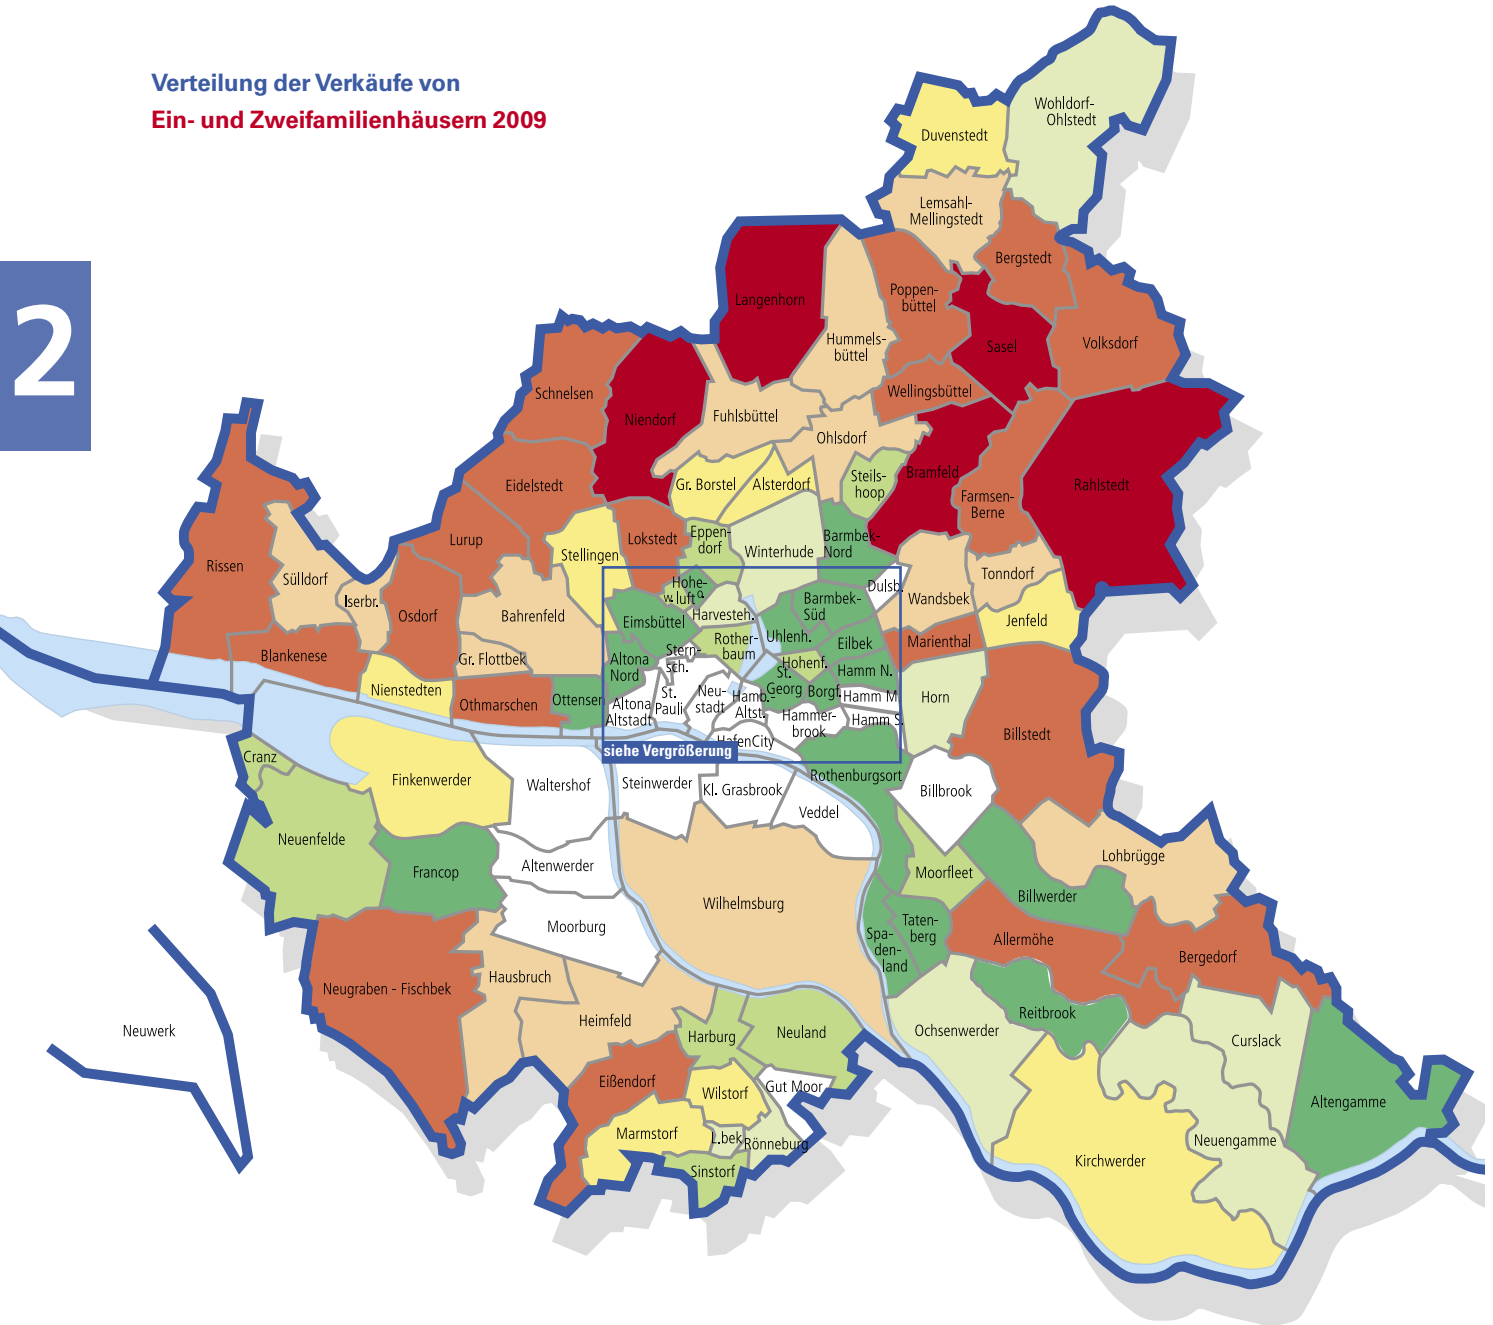 Verteilung der Verkäufe von
Ein- und Zweifamilienhäusern 2009
2
Wohldorf-
Ohlstedt
Duvenstedt
Lemsahl-
Mellingstedt
Bergstedt
Poppen-
büttel
Langenhorn
Hummels-
büttel
Sasel
Volksdorf
Schnelsen
Niendorf
Wellingsbüttel
Fuhlsbüttel
Ohlsdorf
Eidelstedt
Gr. Borstel
Alsterdorf
Steils-
hoop
Bramfeld
Farmsen-
Berne
Rahlstedt
Lurup
Stellingen
Lokstedt
Eppen-
dorf
Winterhude
Barmbek-
Nord
Rissen
Sülldorf
Iserbr.
Osdorf
Bahrenfeld
Hohe-
w.luft o.
Dulsb.
Wandsbek
Tonndorf
Jenfeld
Eimsbüttel
Harvesteh.
Barmbek-
Süd
Uhlenh.
Eilbek
Marienthal
Blankenese
Gr. Flottbek
Altona
Nord
Stern-
sch.
Rother-
baum
Hohenf.
Hamm N.
Nienstedten
Othmarschen
Ottensen
Altona
Altstadt
St.
Pauli
Neu-
stadt
Hamb.-
Altst.
St.
Georg
Borgf.
Hamm M.
Hamm S.
Hammer-
brook
Horn
Billstedt
HafenCity
siehe Vergrößerung
Cranz
Finkenwerder
Waltershof
Steinwerder
Kl. Grasbrook
Veddel
Rothenburgsort
Billbrook
Neuenfelde
Francop
Altenwerder
Moorburg
Wilhelmsburg
Moorfleet
Billwerder
Lohbrügge
Spa-
den-
land
Taten-
berg
Allermöhe
Bergedorf
Neugraben - Fischbek
Hausbruch
Heimfeld
Harburg
Neuland
Ochsenwerder
Reitbrook
Curslack
Neuwerk
Eißendorf
Wilstorf
Gut Moor
Altengamme
Marmstorf
L.bek
Rönneburg
Sinstorf
Kirchwerder
Neuengamme